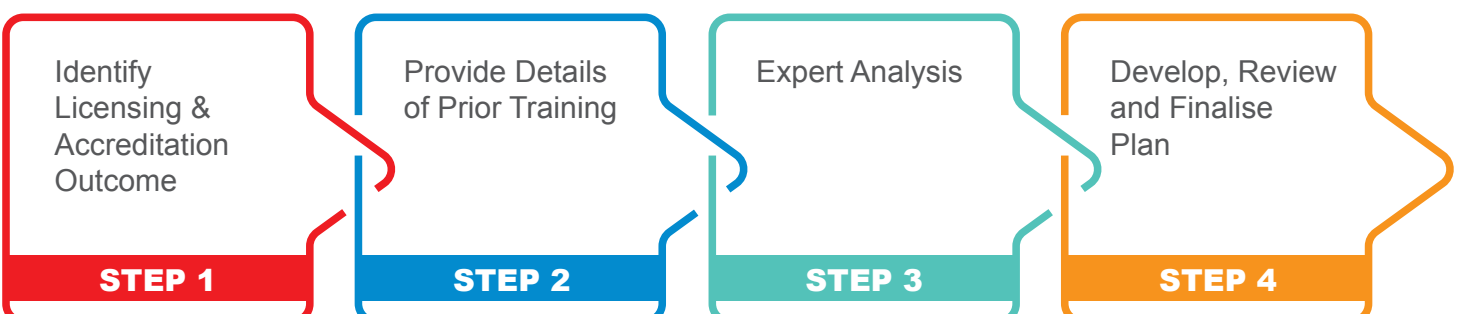 Identify
Licensing &
Accreditation
Outcome
STEP 1
Provide Details
of Prior Training
STEP 2
Expert Analysis
STEP 3
Develop, Review
and Finalise
Plan
STEP 4